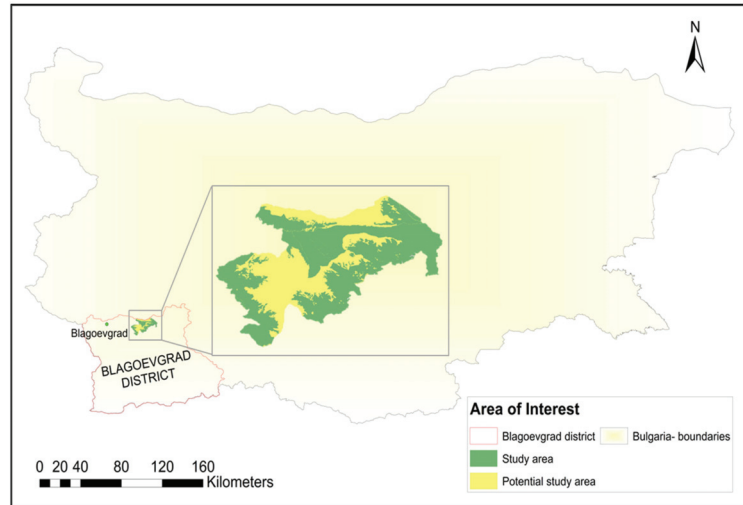 N
Blagoevgrad
BLAGOEVGRAD
DISTRICT
Area of Interest
Blagoevgrad district
Bulgaria- boundaries
Study area
Potential study area
0 20 40 80 120 160
Kilometers